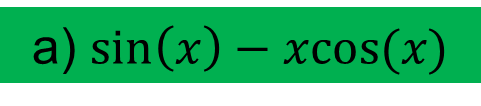 a) sin(x) − xcos(x)